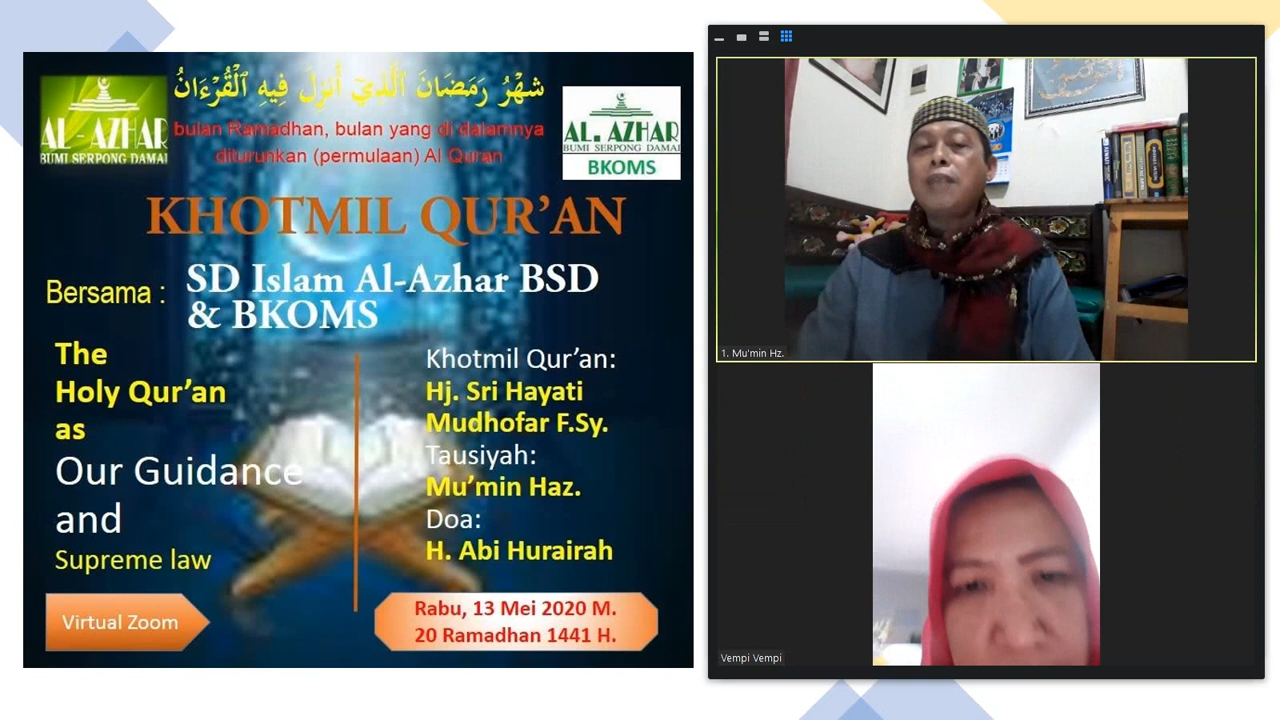 شَهْرُ رَمَضَانَ ٱلَّذِيٓ أُنزِلَ فِيهِ ٱلْقُرْءَانُ
AL-AZHAR
BUMI SERPONG DAMAI
bulan Ramadhan, bulan yang di dalamnya
diturunkan (permulaan) Al Quran
AL. AZHAR
BUMI SERPONG DAMAI
BKOMS
KHOTMIL QUR’AN
Bersama :
SD Islam Al-Azhar BSD
& BKOMS
The
Holy Qur’an
as
Our Guidance
and
Supreme law
Khotmil Qur’an:
Hj. Sri Hayati
Mudhofar F.Sy.
Tausiyah:
Mu’min Haz.
Doa:
H. Abi Hurairah
Virtual Zoom
Rabu, 13 Mei 2020 M.
20 Ramadhan 1441 H.
1. Mu'min Hz.
Vempi Vempi